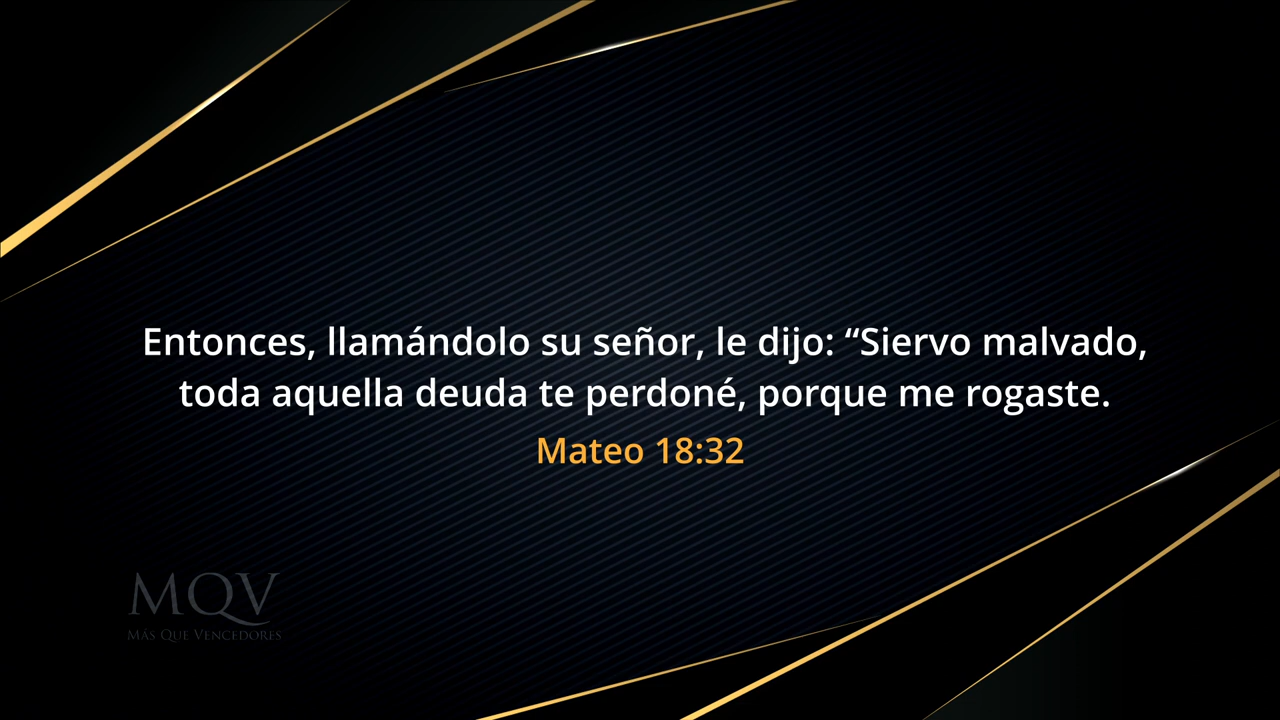 Entonces, llamándolo su señor, le dijo: “Siervo malvado,
toda aquella deuda te perdoné, porque me rogaste.
Mateo 18:32
MQV
Más Que Vencedores